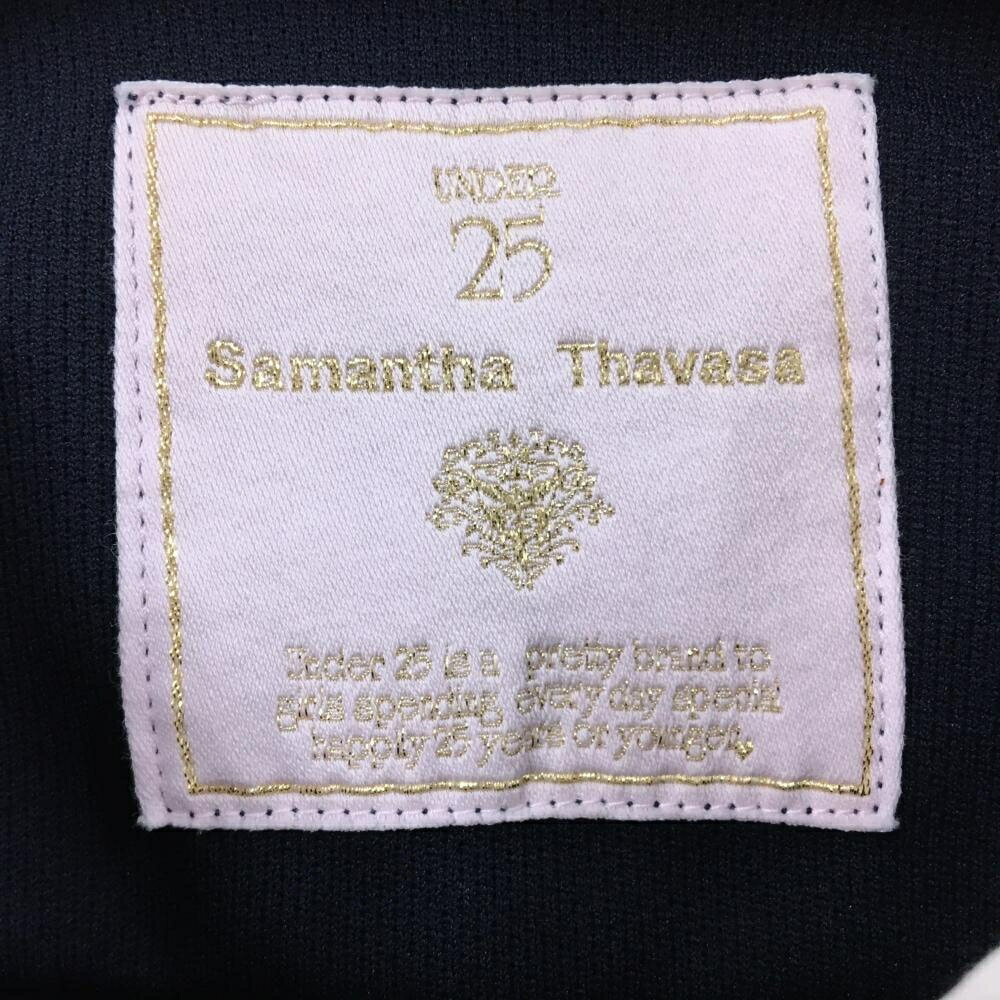 UNDER
25
Samantha Thavasa
Under 25 is a pretty brand to
girls spending every day special
happily 25 years or younger.